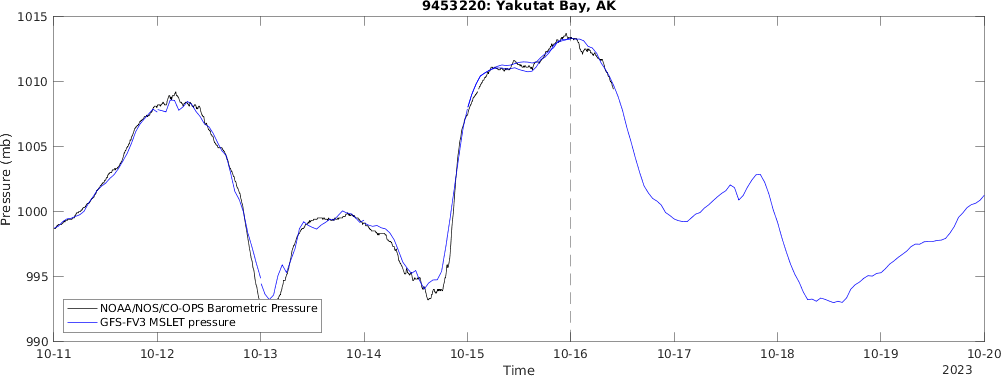 9453220: Yakutat Bay, AK
1015
1010
1005
1000
995
990
Pressure (mb)
NOAA/NOS/CO-OPS Barometric Pressure
GFS-FV3 MSLET pressure
10-11 10-12 10-13 10-14 10-15 10-16 10-17 10-18 10-19 10-20
Time
2023